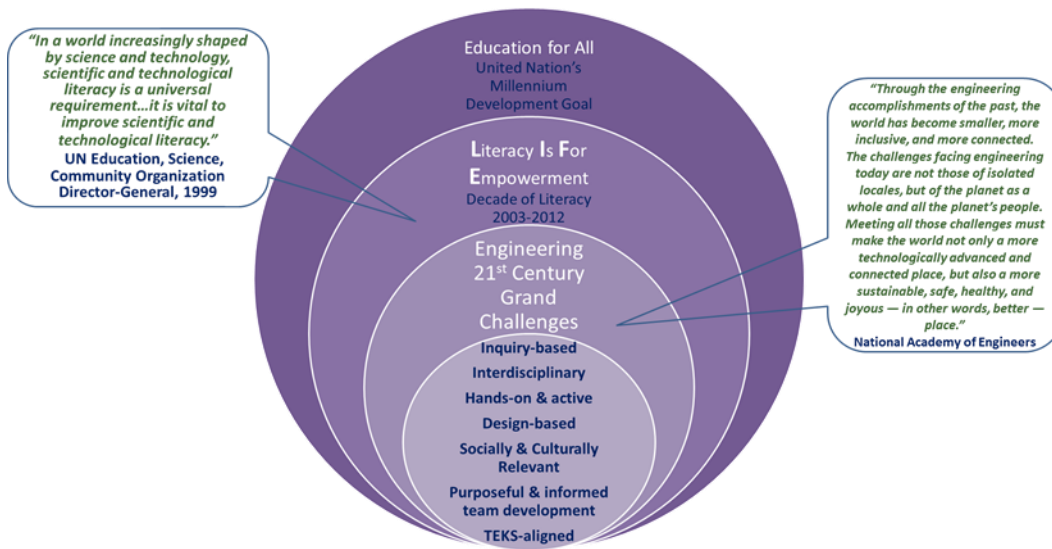 “In a world increasingly shaped
by science and technology,
scientific and technological
literacy is a universal
requirement…it is vital to
improve scientific and
technological literacy.”
UN Education, Science,
Community Organization
Director-General, 1999
Education for All
United Nation’s
Millennium
Development Goal
Literacy Is For
Empowerment
Decade of Literacy
2003-2012
Engineering
21st Century
Grand
Challenges
Inquiry-based
Interdisciplinary
Hands-on & active
Design-based
Socially & Culturally
Relevant
Purposeful & informed
team development
TEKS-aligned
“Through the engineering
accomplishments of the past, the
world has become smaller, more
inclusive, and more connected.
The challenges facing engineering
today are not those of isolated
locales, but of the planet as a
whole and all the planet’s people.
Meeting all those challenges must
make the world not only a more
technologically advanced and
connected place, but also a more
sustainable, safe, healthy, and
joyous — in other words, better —
place.”
National Academy of Engineers